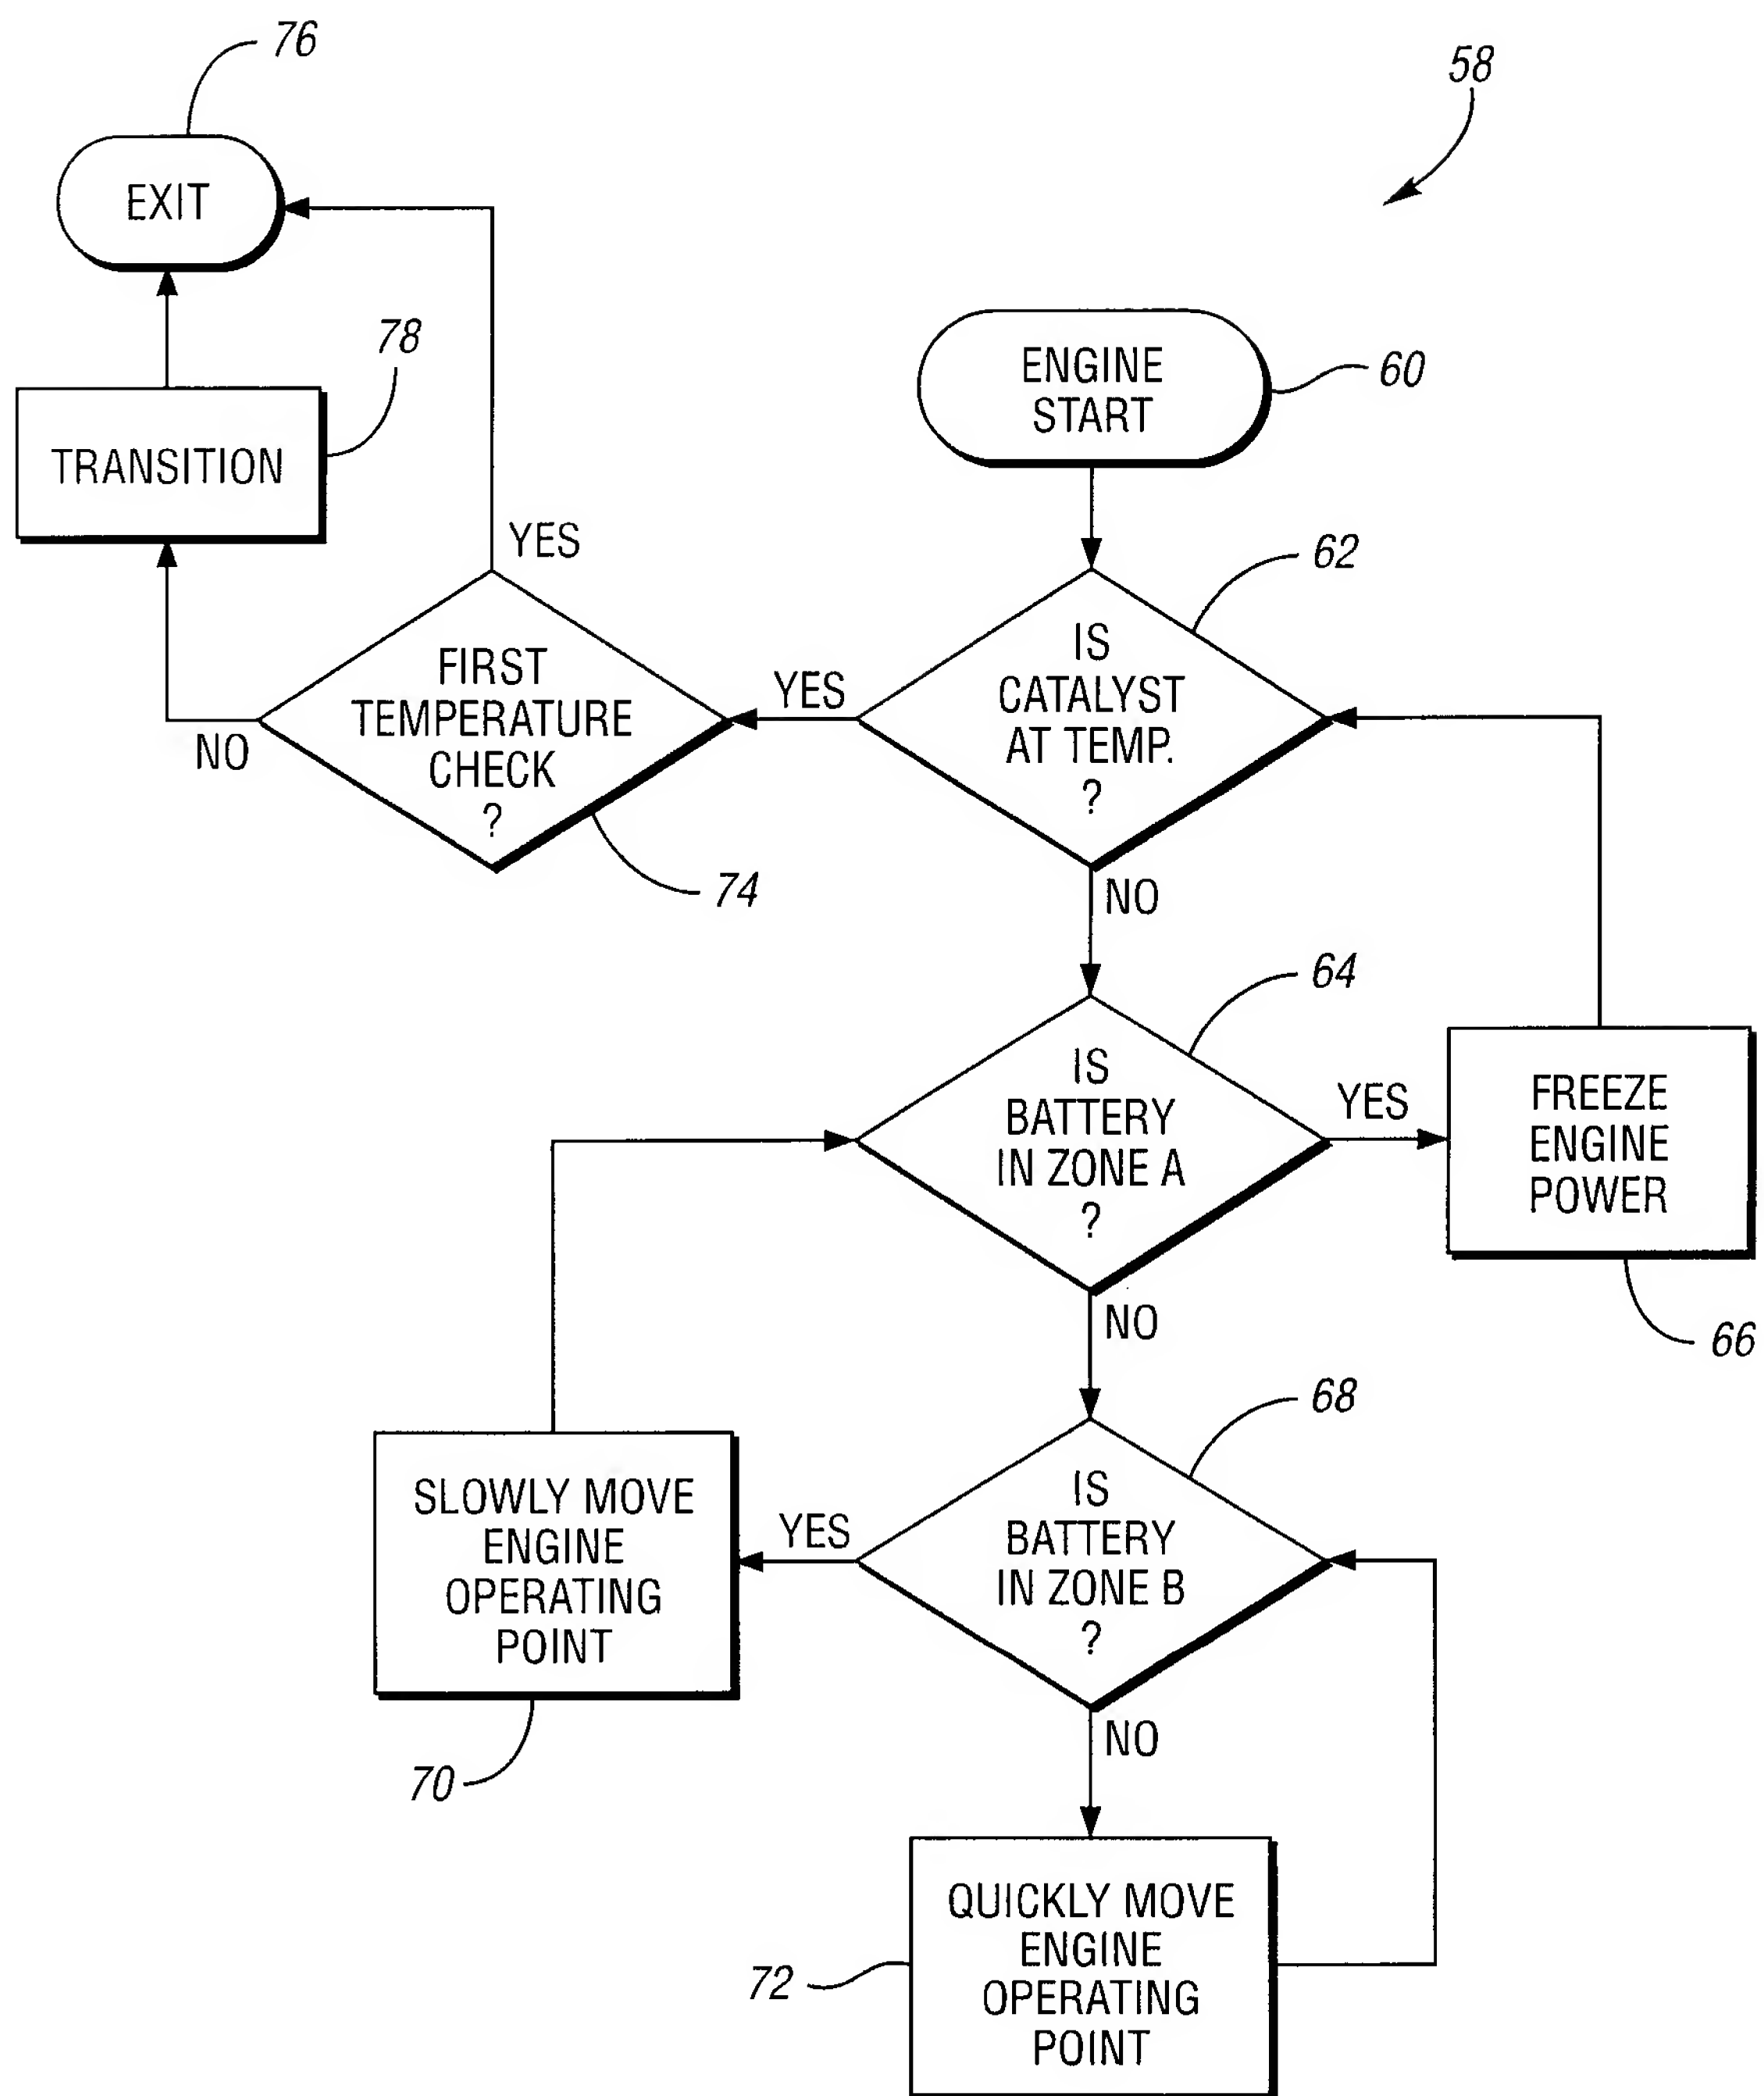 76
58
EXIT
78
ENGINE
START
60
TRANSITION
YES
62
IS
CATALYST
AT TEMP.
?
FIRST
TEMPERATURE
CHECK
?
YES
NO
74
NO
64
IS
BATTERY
IN ZONE A
?
YES
FREEZE
ENGINE
POWER
66
NO
68
IS
BATTERY
IN ZONE B
?
YES
SLOWLY MOVE
ENGINE
OPERATING
POINT
70
NO
QUICKLY MOVE
ENGINE
OPERATING
POINT
72